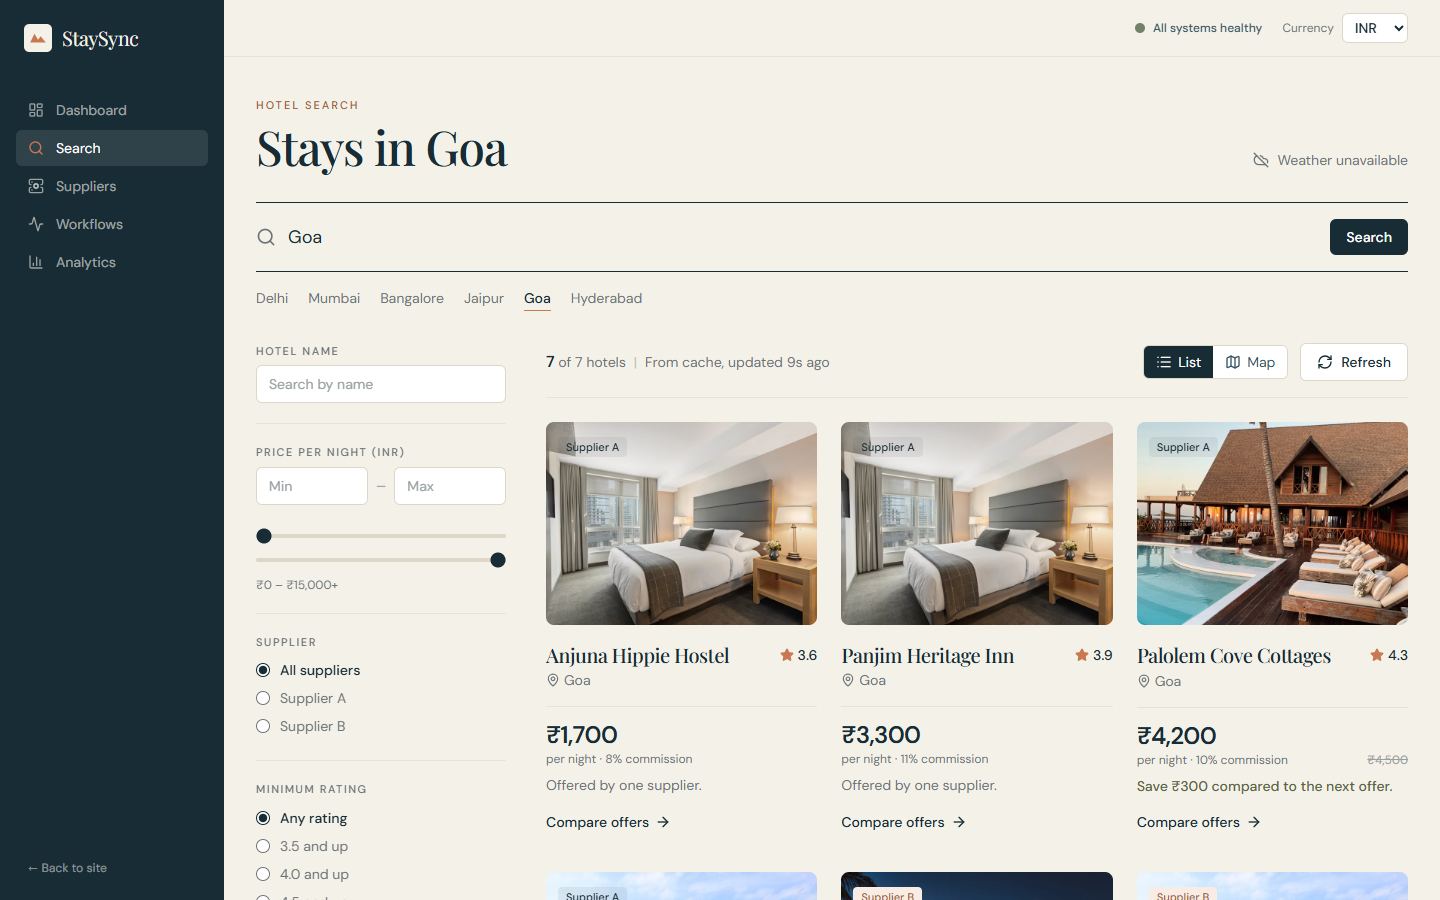 StaySync
Dashboard
Search
Suppliers
Workflows
Analytics
← Back to site
All systems healthy
Currency
INR
HOTEL SEARCH
Stays in Goa
Weather unavailable
Goa
Search
Delhi Mumbai Bangalore Jaipur Goa Hyderabad
HOTEL NAME
Search by name
PRICE PER NIGHT (INR)
Min – Max
₹0 – ₹15,000+
SUPPLIER
All suppliers
Supplier A
Supplier B
MINIMUM RATING
Any rating
3.5 and up
4.0 and up
7 of 7 hotels | From cache, updated 9s ago
List Map Refresh
Supplier A
Anjuna Hippie Hostel 3.6
Goa
₹1,700
per night · 8% commission
Offered by one supplier.
Compare offers →
Supplier A
Panjim Heritage Inn 3.9
Goa
₹3,300
per night · 11% commission
Offered by one supplier.
Compare offers →
Supplier A
Palolem Cove Cottages 4.3
Goa
₹4,200
per night · 10% commission ₹4,500
Save ₹300 compared to the next offer.
Compare offers →
Supplier A
Supplier B
Supplier B